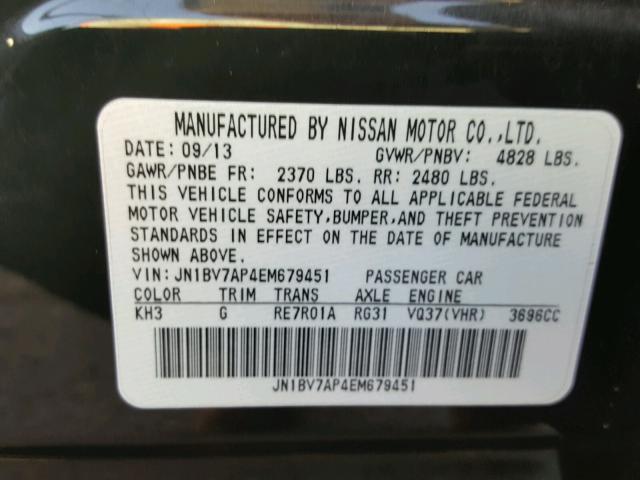 MANUFACTURED BY NISSAN MOTOR CO.,LTD.
DATE: 09/13 GVWR/PNBV: 4828 LBS.
GAWR/PNBE FR: 2370 LBS. RR: 2480 LBS.
THIS VEHICLE CONFORMS TO ALL APPLICABLE FEDERAL
MOTOR VEHICLE SAFETY,BUMPER,AND THEFT PREVENTION
STANDARDS IN EFFECT ON THE DATE OF MANUFACTURE
SHOWN ABOVE.
VIN:JN1BV7AP4EM679451 PASSENGER CAR
COLOR TRIM TRANS AXLE ENGINE
KH3 G RE7R01A RG31 VQ37(VHR) 3696CC
JN1BV7AP4EM679451